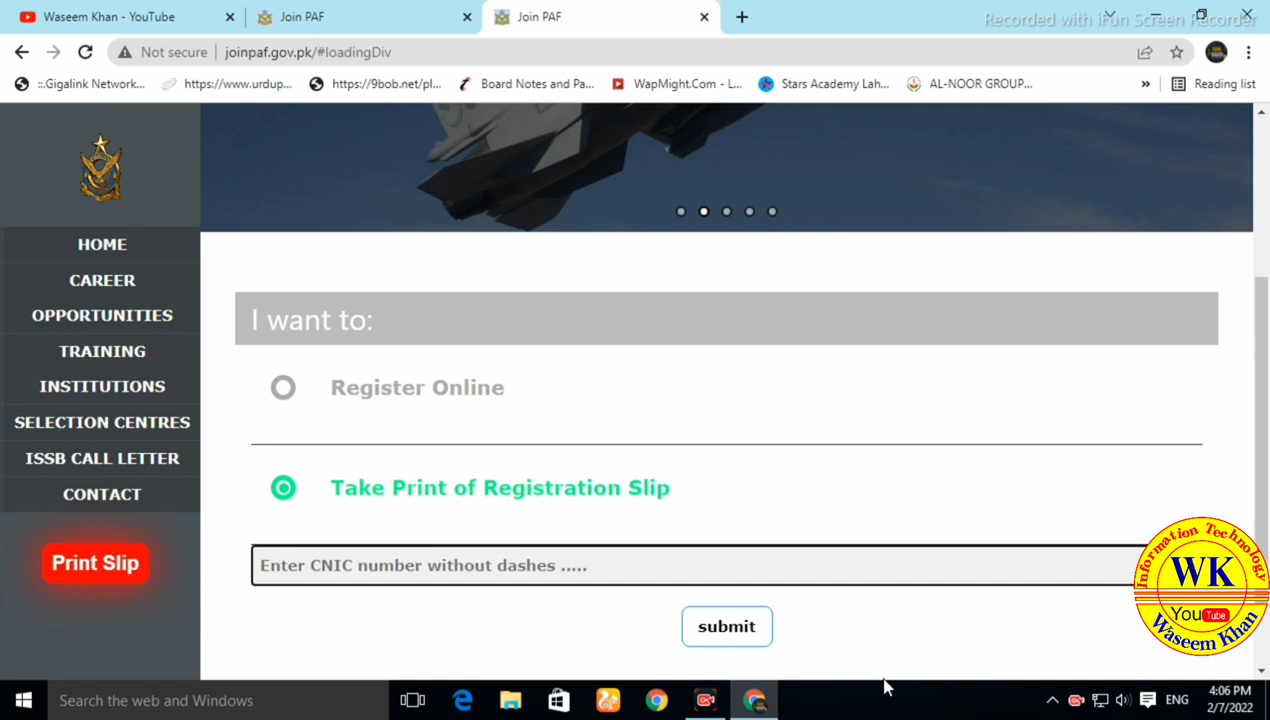 Waseem Khan - YouTube
Join PAF
Join PAF
Recorded with iFun Screen Recorder
Not secure
joinpaf.gov.pk/#loadingDiv
::.Gigalink Network...
https://www.urdup...
https://9bob.net/pl...
Board Notes and Pa...
WapMight.Com - L...
Stars Academy Lah...
AL-NOOR GROUP...
»
Reading list
HOME
CAREER
OPPORTUNITIES
TRAINING
INSTITUTIONS
SELECTION CENTRES
ISSB CALL LETTER
CONTACT
Print Slip
I want to:
Register Online
Take Print of Registration Slip
Enter CNIC number without dashes .....
submit
Information Technology
WK
YouTube
Waseem Khan
Search the web and Windows
ENG
4:06 PM
2/7/2022